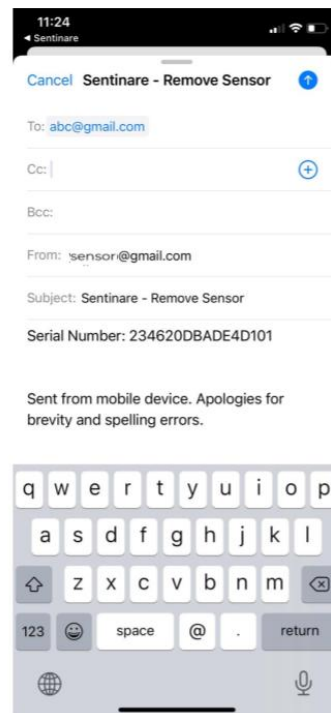 11:24
◄ Sentinare
Cancel Sentinare - Remove Sensor
To: abc@gmail.com
Cc:
Bcc:
From: sensor@gmail.com
Subject: Sentinare - Remove Sensor
Serial Number: 234620DBADE4D101
Sent from mobile device. Apologies for
brevity and spelling errors.
q w e r t y u i o p
a s d f g h j k l
z x c v b n m
123 space @ . return